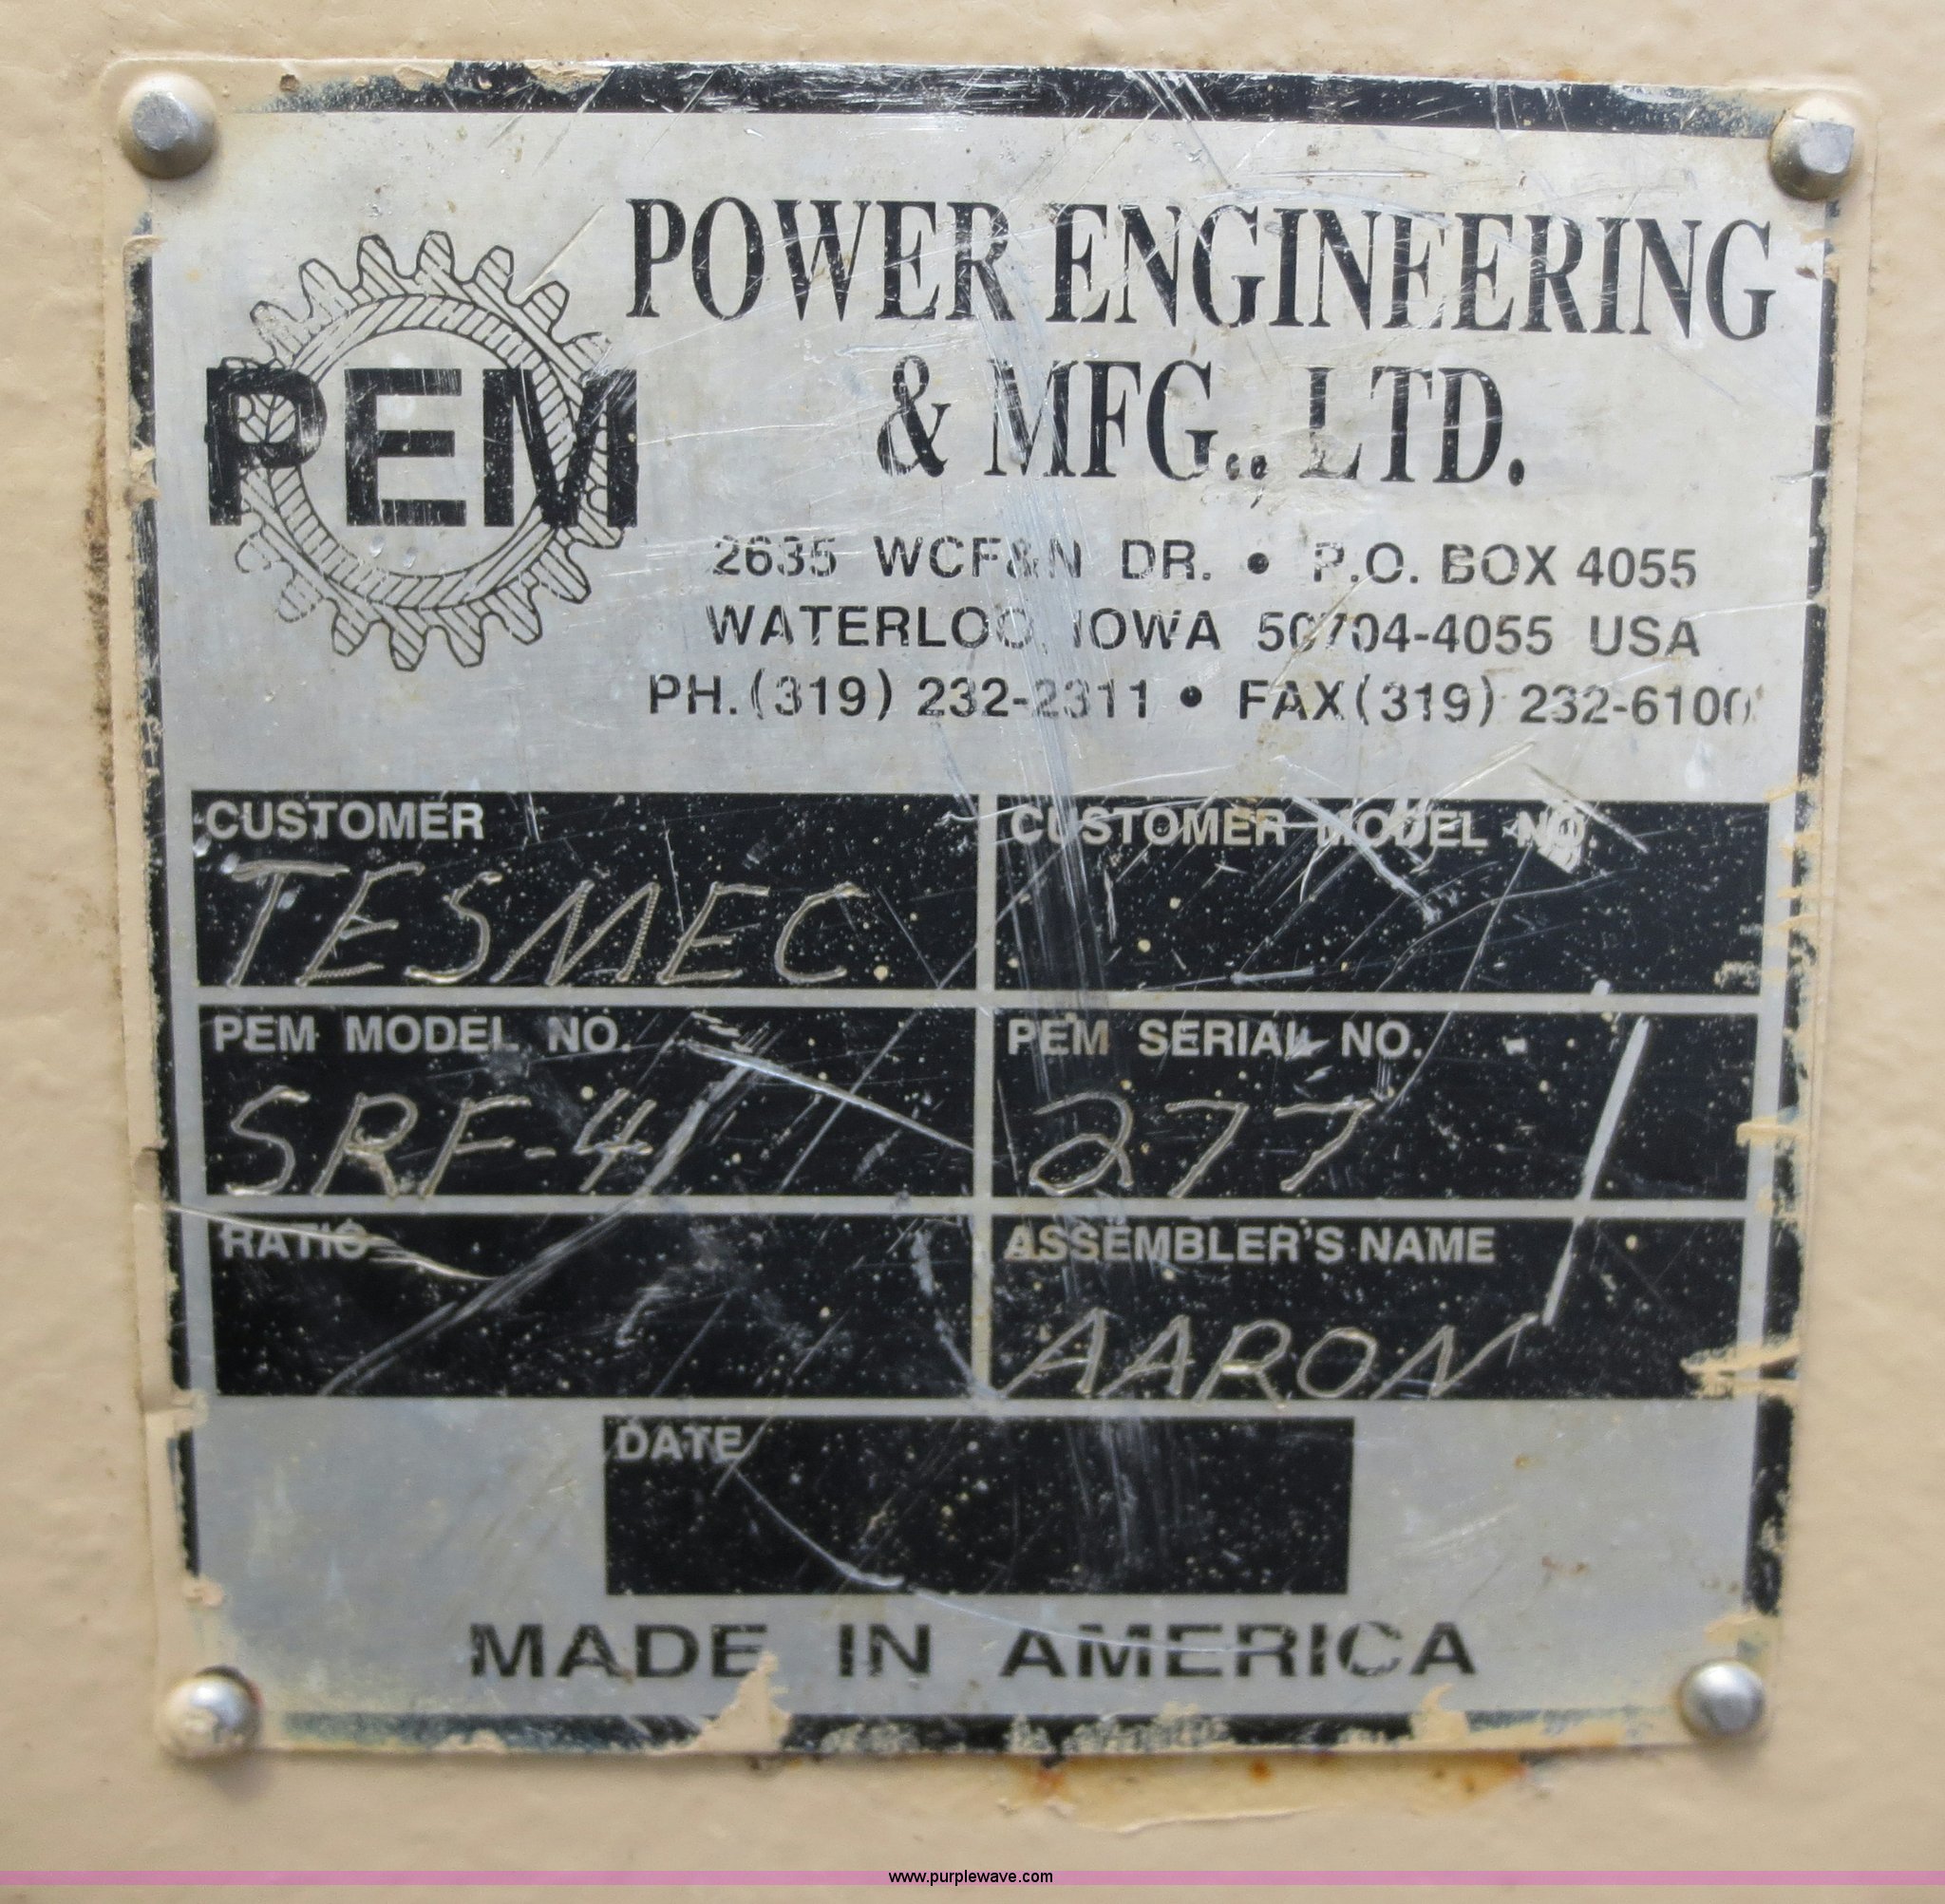 PEM
POWER ENGINEERING
& MFG., LTD.
2635 WCF&N DR. • P.O. BOX 4055
WATERLOO, IOWA 50704-4055 USA
PH. (319) 232-2311 • FAX (319) 232-6100
CUSTOMER
TESMEC
CUSTOMER MODEL NO.
PEM MODEL NO.
SRF-4
PEM SERIAL NO.
277
RATIO
ASSEMBLER'S NAME
AARON
DATE
MADE IN AMERICA
www.purplewave.com